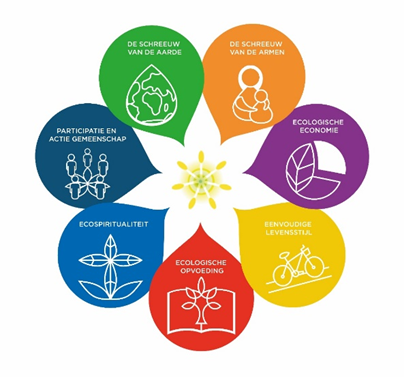 DE SCHREEUW
VAN DE AARDE
DE SCHREEUW
VAN DE ARMEN
ECOLOGISCHE
ECONOMIE
EENVOUDIGE
LEVENSSTIJL
ECOLOGISCHE
OPVOEDING
ECOSPIRITUALITEIT
PARTICIPATIE EN
ACTIE GEMEENSCHAP